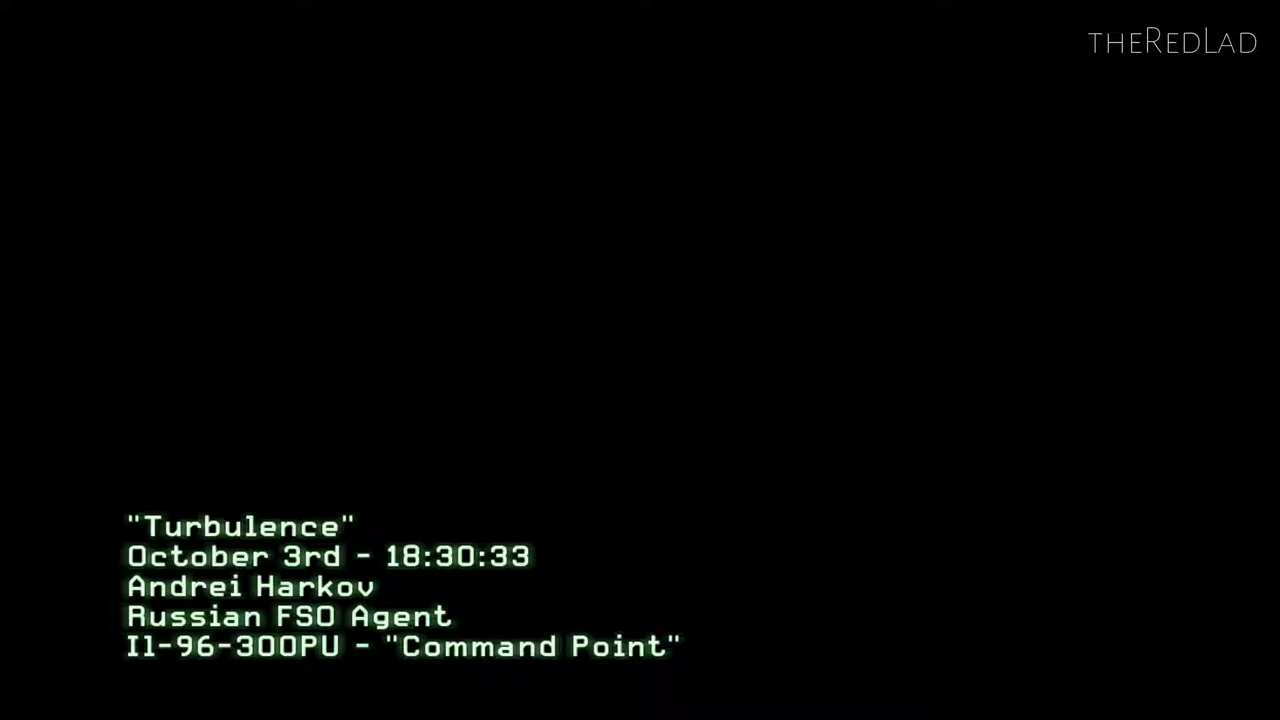 theRedLad
"Turbulence"
October 3rd - 18:30:33
Andrei Harkov
Russian FSO Agent
Il-96-300PU - "Command Point"